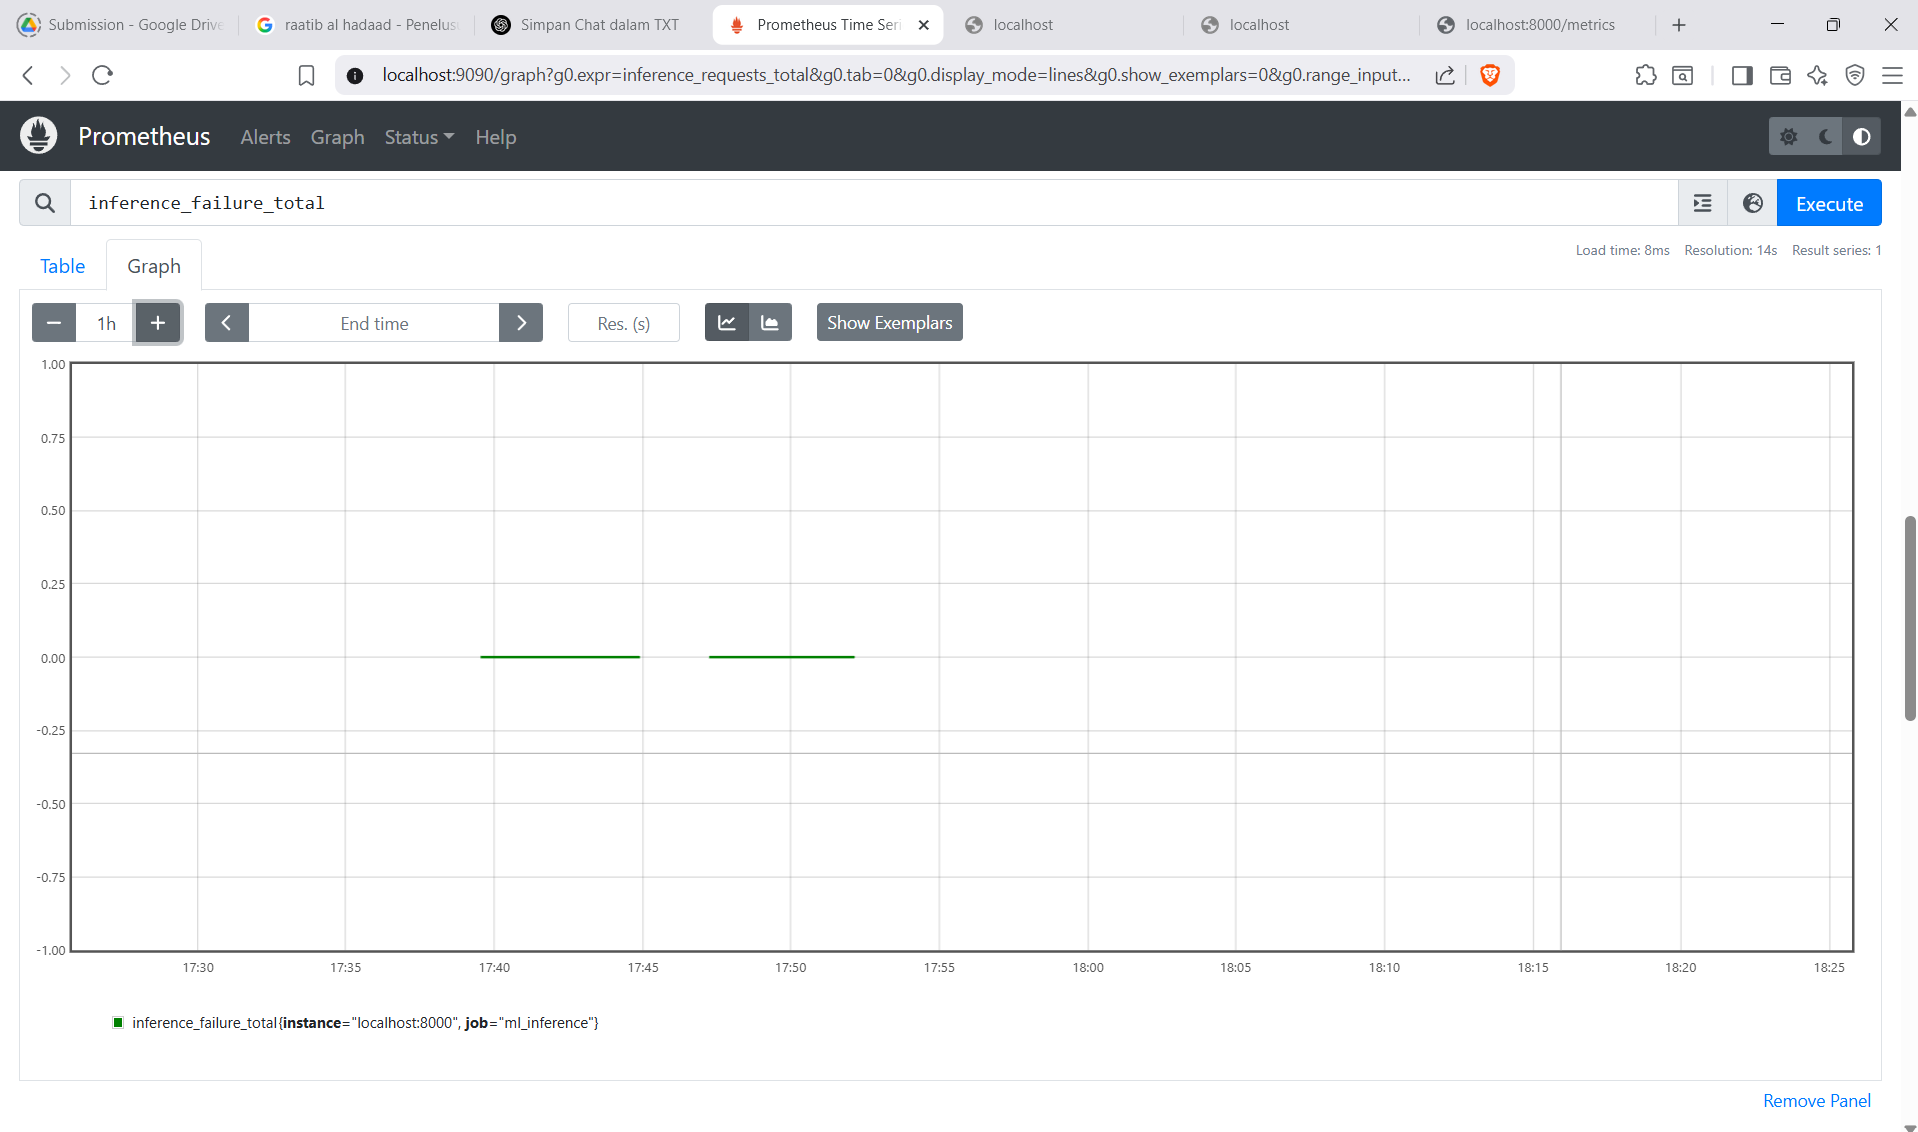 Submission - Google Drive
raatib al hadaad - Penelus
Simpan Chat dalam TXT
Prometheus Time Seri
localhost
localhost
localhost:8000/metrics
localhost:9090/graph?g0.expr=inference_requests_total&g0.tab=0&g0.display_mode=lines&g0.show_exemplars=0&g0.range_input...
Prometheus Alerts Graph Status Help
inference_failure_total
Execute
Load time: 8ms Resolution: 14s Result series: 1
Table Graph
1h
End time
Res. (s)
Show Exemplars
1.00
0.75
0.50
0.25
0.00
-0.25
-0.50
-0.75
-1.00
17:30 17:35 17:40 17:45 17:50 17:55 18:00 18:05 18:10 18:15 18:20 18:25
inference_failure_total{instance="localhost:8000", job="ml_inference"}
Remove Panel